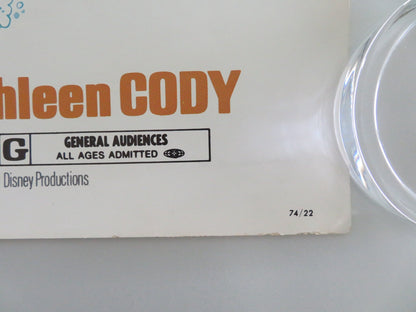 hleen CODY
G
GENERAL AUDIENCES
ALL AGES ADMITTED
Disney Productions
74/22